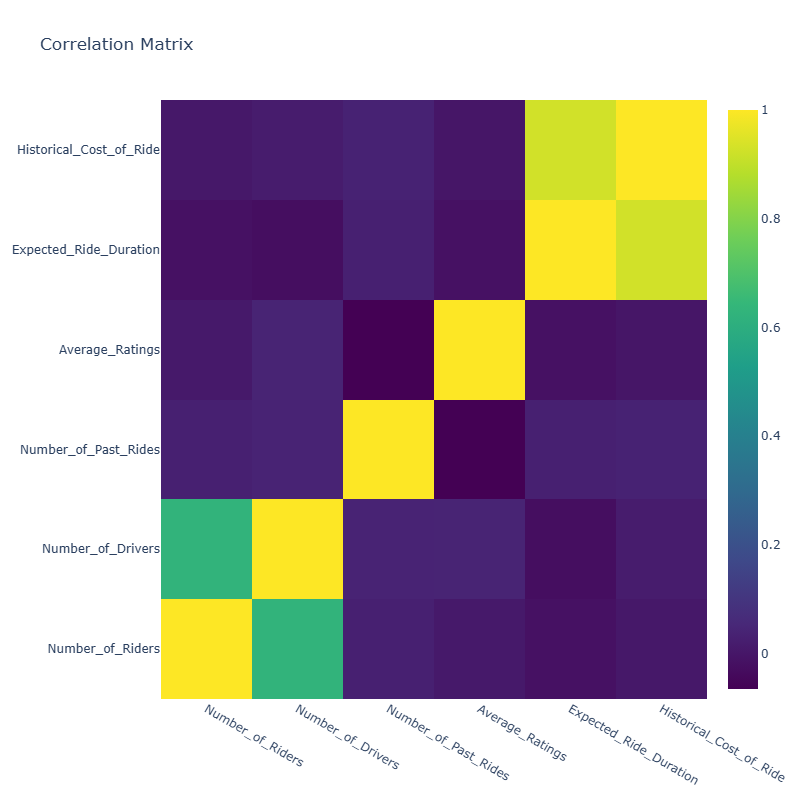 Correlation Matrix
Historical_Cost_of_Ride
Expected_Ride_Duration
Average_Ratings
Number_of_Past_Rides
Number_of_Drivers
Number_of_Riders
Number_of_Riders
Number_of_Drivers
Number_of_Past_Rides
Average_Ratings
Expected_Ride_Duration
Historical_Cost_of_Ride
1
0.8
0.6
0.4
0.2
0